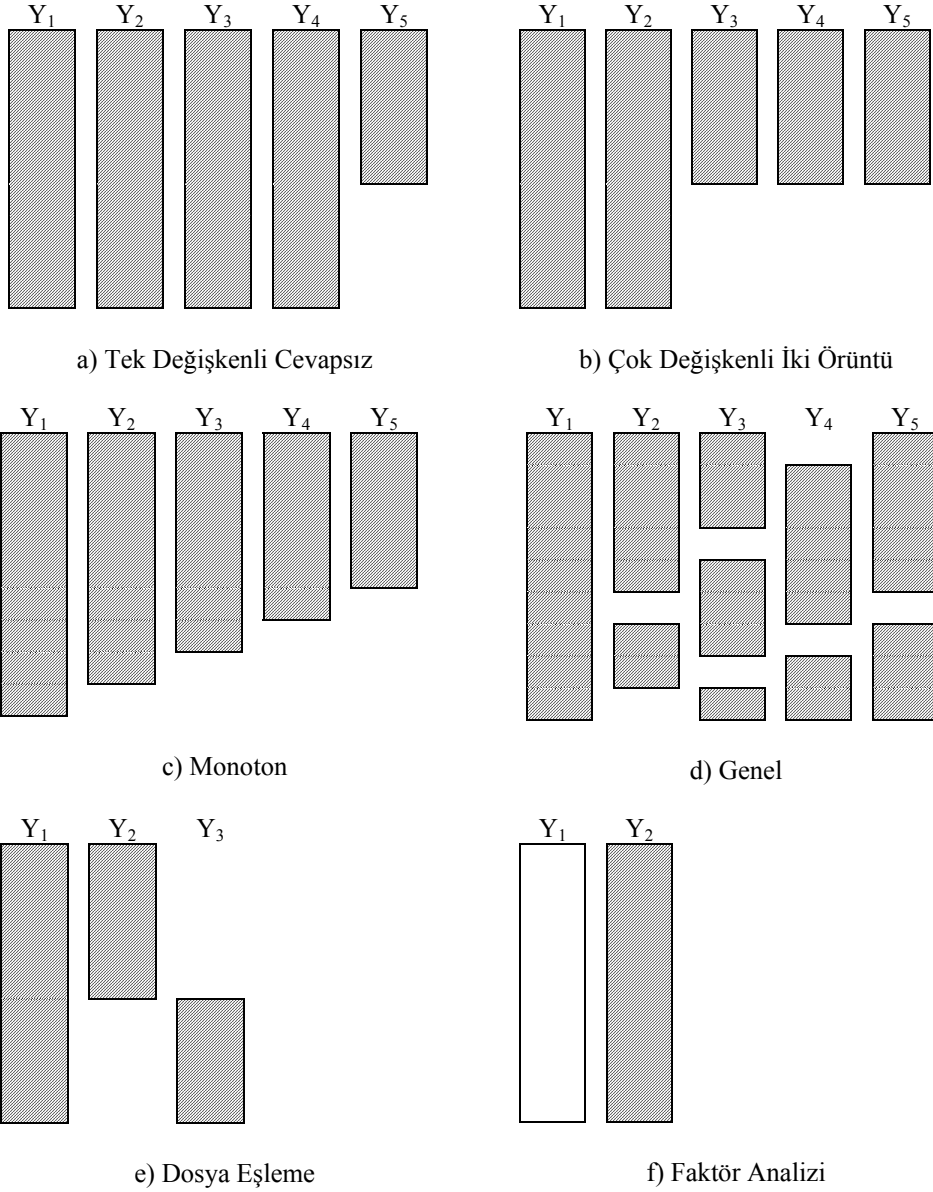 Y₁ Y₂ Y₃ Y₄ Y₅
Y₁ Y₂ Y₃ Y₄ Y₅
a) Tek Değişkenli Cevapsız
b) Çok Değişkenli İki Örüntü
Y₁ Y₂ Y₃ Y₄ Y₅
Y₁ Y₂ Y₃ Y₄ Y₅
c) Monoton
d) Genel
Y₁ Y₂ Y₃
Y₁ Y₂
e) Dosya Eşleme
f) Faktör Analizi